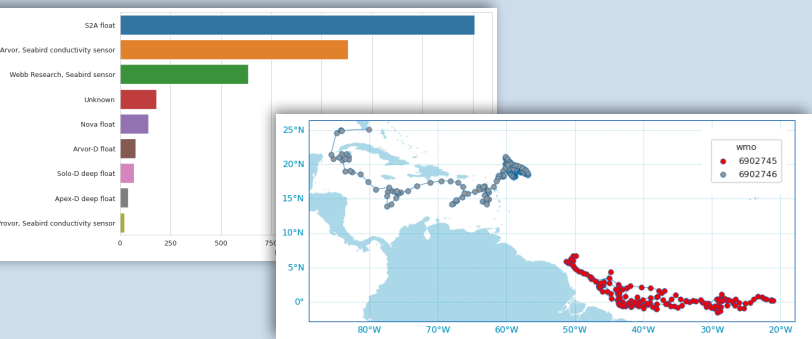 S2A float
Arvor, Seabird conductivity sensor
Webb Research, Seabird sensor
Unknown
Nova float
Arvor-D float
Solo-D deep float
Apex-D deep float
Provor, Seabird conductivity sensor
0 250 500 750
25°N
20°N
15°N
10°N
5°N
0°
80°W 70°W 60°W 50°W 40°W 30°W 20°W
wmo
6902745
6902746